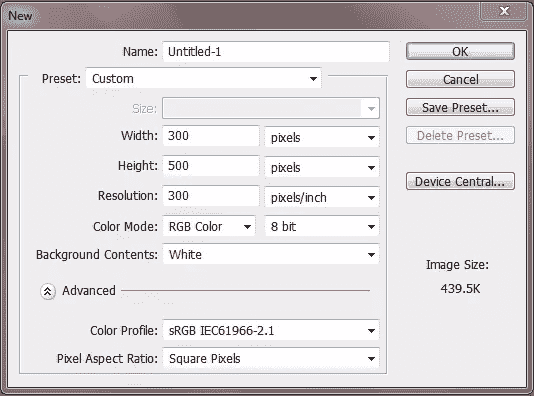 New
Name: Untitled-1
OK
Preset: Custom
Cancel
Size:
Save Preset...
Width: 300 pixels
Delete Preset...
Height: 500 pixels
Resolution: 300 pixels/inch
Device Central...
Color Mode: RGB Color 8 bit
Background Contents: White
Image Size:
439.5K
Advanced
Color Profile: sRGB IEC61966-2.1
Pixel Aspect Ratio: Square Pixels